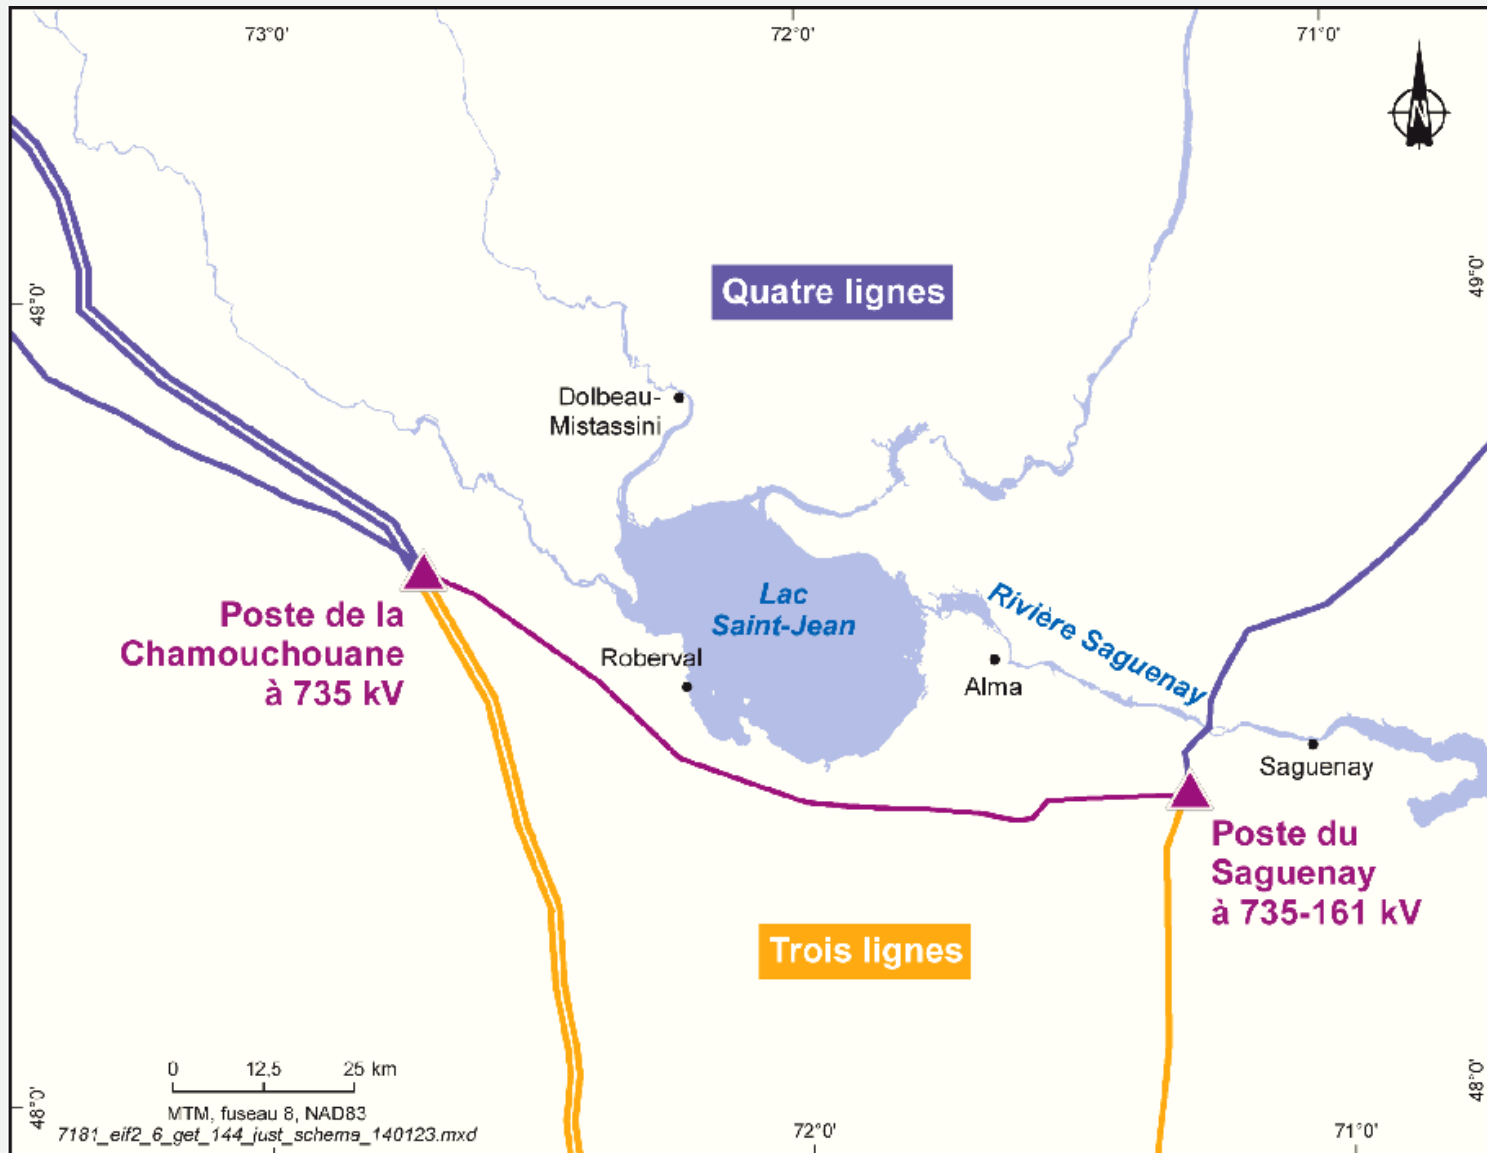 73°0'
72°0'
71°0'
N
49°0'
49°0'
Quatre lignes
Dolbeau-
Mistassini
Lac
Saint-Jean
Rivière Saguenay
Poste de la
Chamouchouane
à 735 kV
Roberval
Alma
Saguenay
Poste du
Saguenay
à 735-161 kV
Trois lignes
0 12,5 25 km
MTM, fuseau 8, NAD83
7181_eif2_6_get_144_just_schema_140123.mxd
48°0'
48°0'
72°0'
71°0'